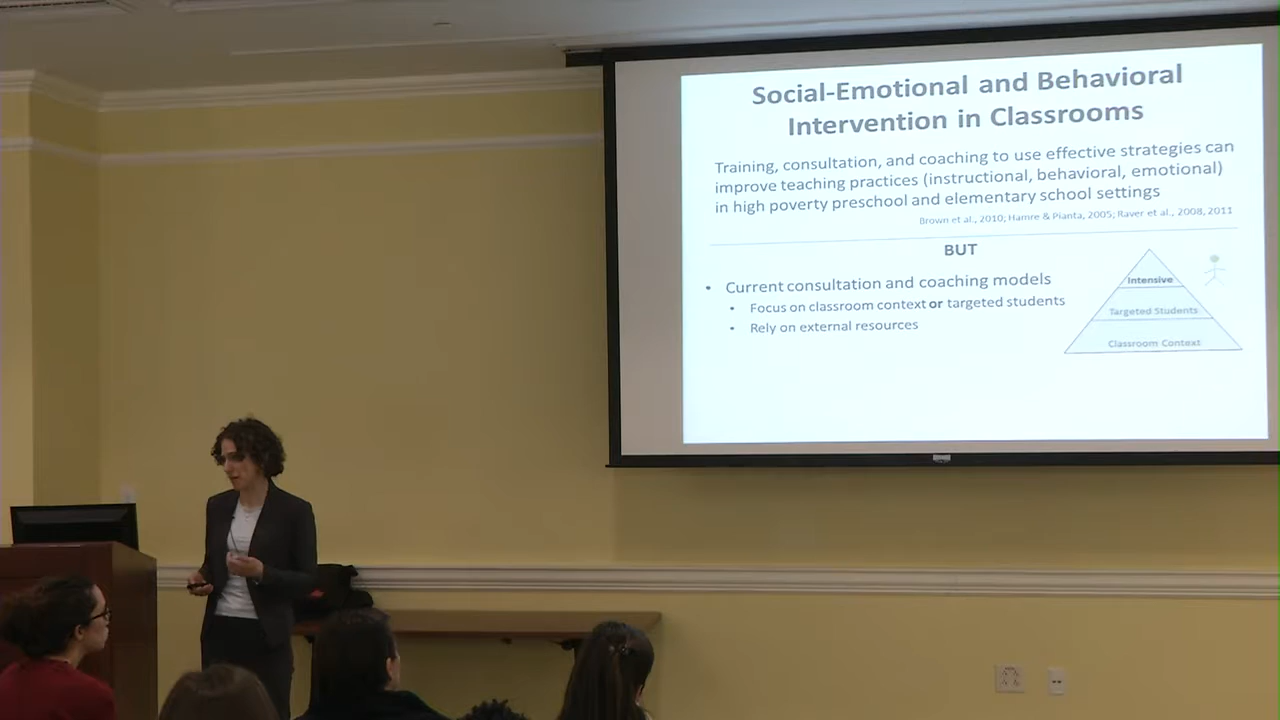 Social-Emotional and Behavioral
Intervention in Classrooms
Training, consultation, and coaching to use effective strategies can
improve teaching practices (instructional, behavioral, emotional)
in high poverty preschool and elementary school settings
Brown et al., 2010; Hamre & Pianta, 2005; Raver et al., 2008, 2011
BUT
• Current consultation and coaching models
• Focus on classroom context or targeted students
• Rely on external resources
Intensive
Targeted Students
Classroom Context